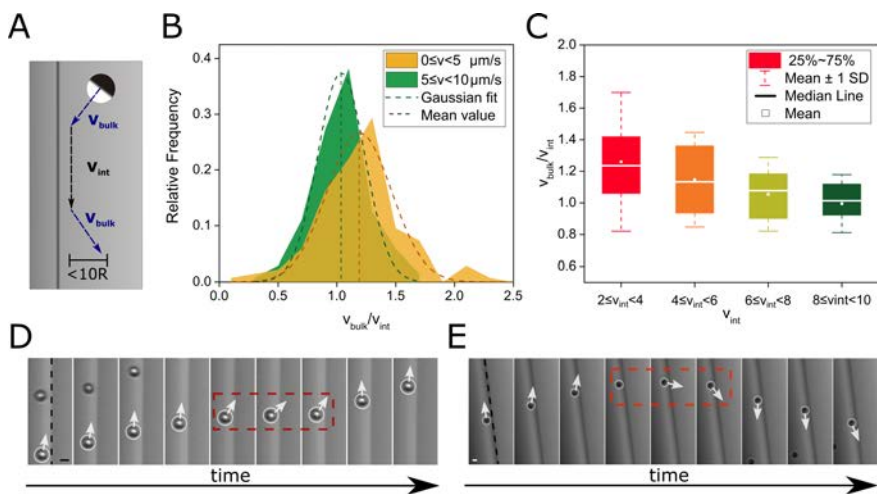 A
v_bulk
v_int
v_bulk
<10R
B
0.4
0.3
0.2
0.1
0.0
Relative Frequency
0≤v<5 μm/s
5≤v<10μm/s
Gaussian fit
Mean value
0.0 0.5 1.0 1.5 2.0 2.5
v_bulk/v_int
C
2.0
1.8
1.6
1.4
1.2
1.0
0.8
0.6
v_bulk/v_int
25%~75%
Mean ± 1 SD
Median Line
Mean
2≤v_int<4 4≤v_int<6 6≤v_int<8 8≤vint<10
v_int
D
time
E
time